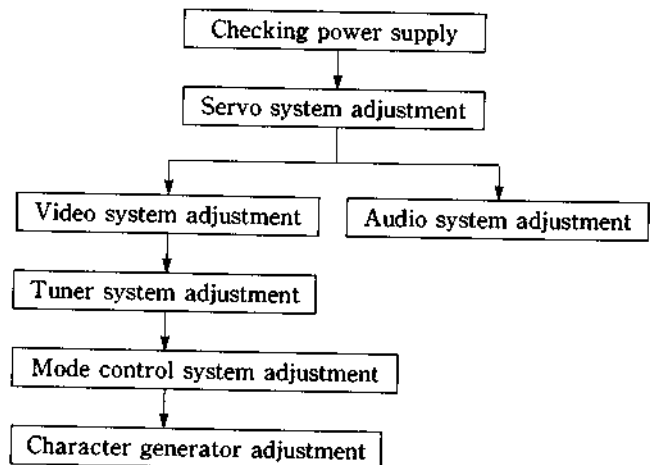 Checking power supply
Servo system adjustment
Video system adjustment
Audio system adjustment
Tuner system adjustment
Mode control system adjustment
Character generator adjustment